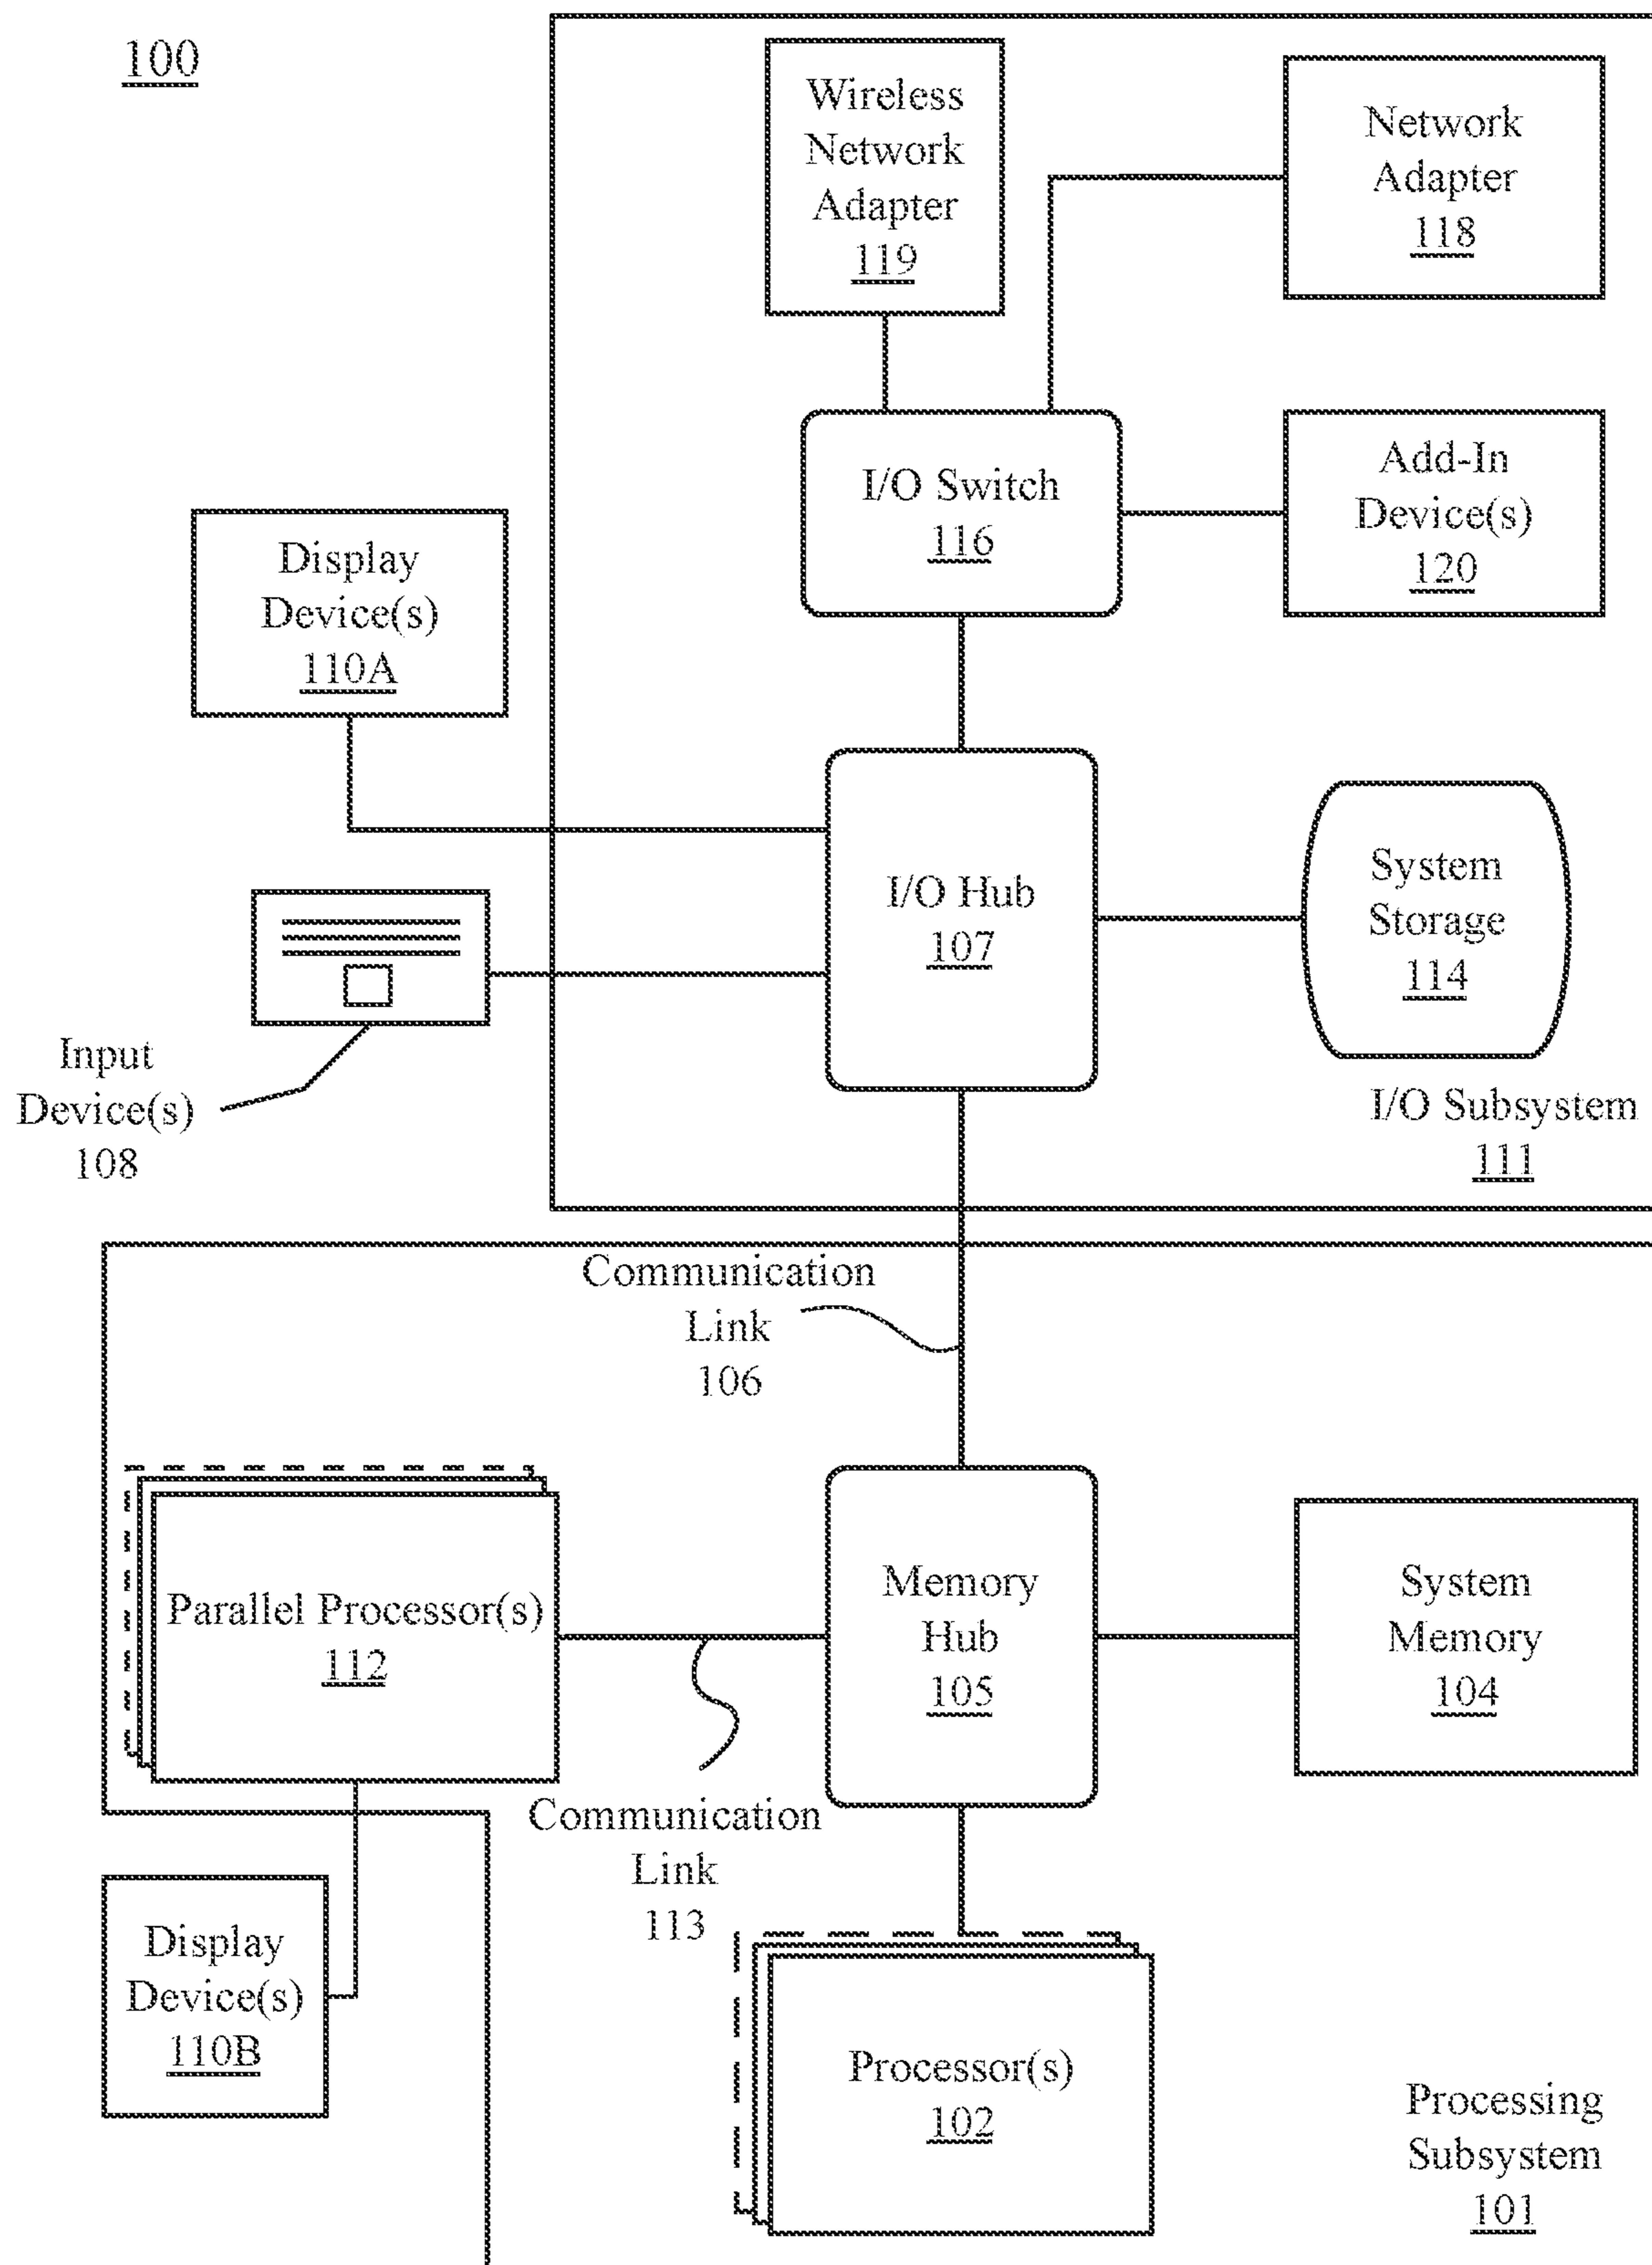 100
Wireless
Network
Adapter
119
Network
Adapter
118
I/O Switch
116
Add-In
Device(s)
120
Display
Device(s)
110A
I/O Hub
107
System
Storage
114
Input
Device(s)
108
I/O Subsystem
111
Communication
Link
106
Parallel Processor(s)
112
Memory
Hub
105
System
Memory
104
Communication
Link
113
Display
Device(s)
110B
Processor(s)
102
Processing
Subsystem
101